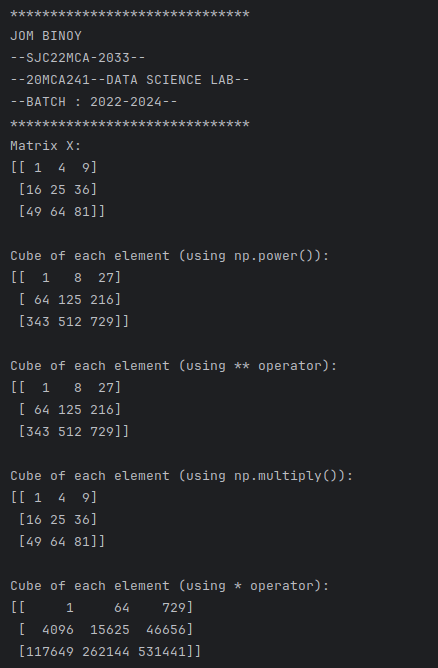 ******************************
JOM BINOY
--SJC22MCA-2033--
--20MCA241--DATA SCIENCE LAB--
--BATCH : 2022-2024--
******************************
Matrix X:
[[ 1  4  9]
 [16 25 36]
 [49 64 81]]

Cube of each element (using np.power()):
[[  1   8  27]
 [ 64 125 216]
 [343 512 729]]

Cube of each element (using ** operator):
[[  1   8  27]
 [ 64 125 216]
 [343 512 729]]

Cube of each element (using np.multiply()):
[[ 1  4  9]
 [16 25 36]
 [49 64 81]]

Cube of each element (using * operator):
[[     1     64    729]
 [  4096  15625  46656]
 [117649 262144 531441]]